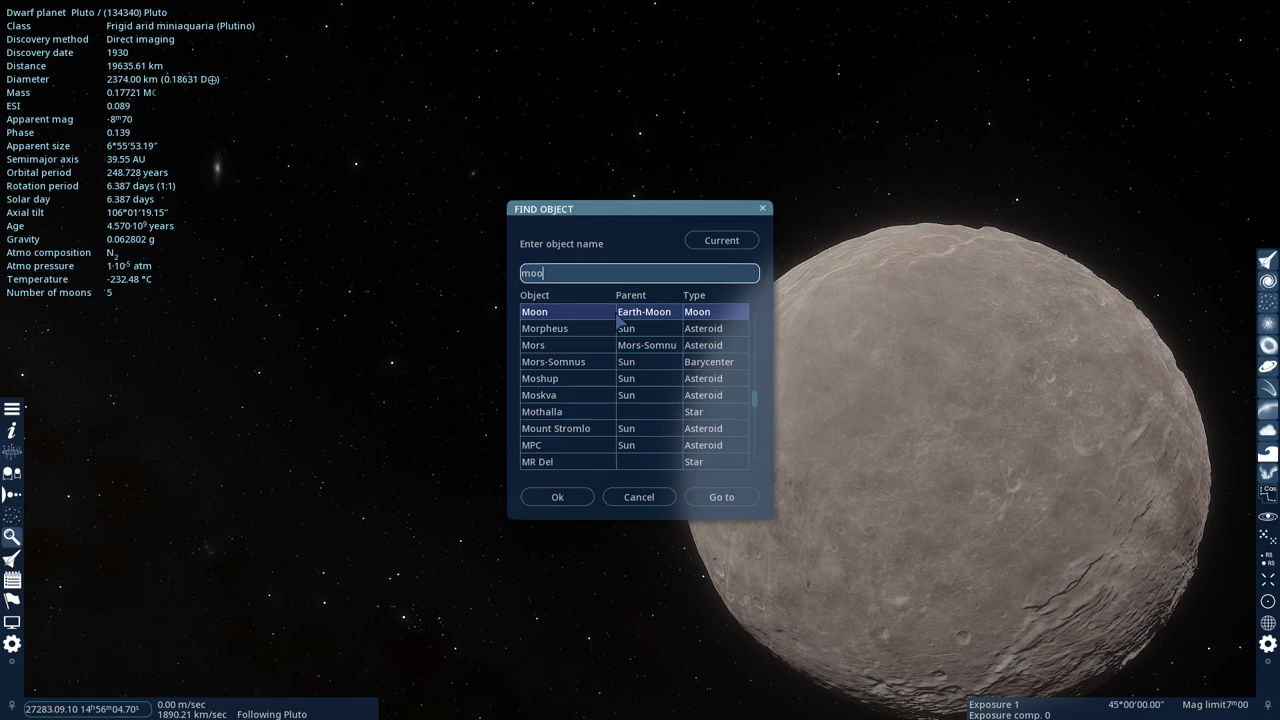 Dwarf planet Pluto / (134340) Pluto
Class Frigid arid miniaquaria (Plutino)
Discovery method Direct imaging
Discovery date 1930
Distance 19635.61 km
Diameter 2374.00 km (0.18631 D⊕)
Mass 0.17721 M☾
ESI 0.089
Apparent mag -8ᵐ70
Phase 0.139
Apparent size 6°55′53.19″
Semimajor axis 39.55 AU
Orbital period 248.728 years
Rotation period 6.387 days (1:1)
Solar day 6.387 days
Axial tilt 106°01′19.15″
Age 4.570·10⁹ years
Gravity 0.062802 g
Atmo composition N₂
Atmo pressure 1·10⁻⁵ atm
Temperature -232.48 °C
Number of moons 5
FIND OBJECT
Enter object name Current
moo
Object Parent Type
Moon Earth-Moon Moon
Morpheus Sun Asteroid
Mors Mors-Somnu Asteroid
Mors-Somnus Sun Barycenter
Moshup Sun Asteroid
Moskva Sun Asteroid
Mothalla Star
Mount Stromlo Sun Asteroid
MPC Sun Asteroid
MR Del Star
Ok Cancel Go to
RS
RS
27283.09.10 14ʰ56ᵐ04.70ˢ
0.00 m/sec
1890.21 km/sec Following Pluto
Exposure 1 45°00′00.00″ Mag limit 7ᵐ00
Exposure comp. 0